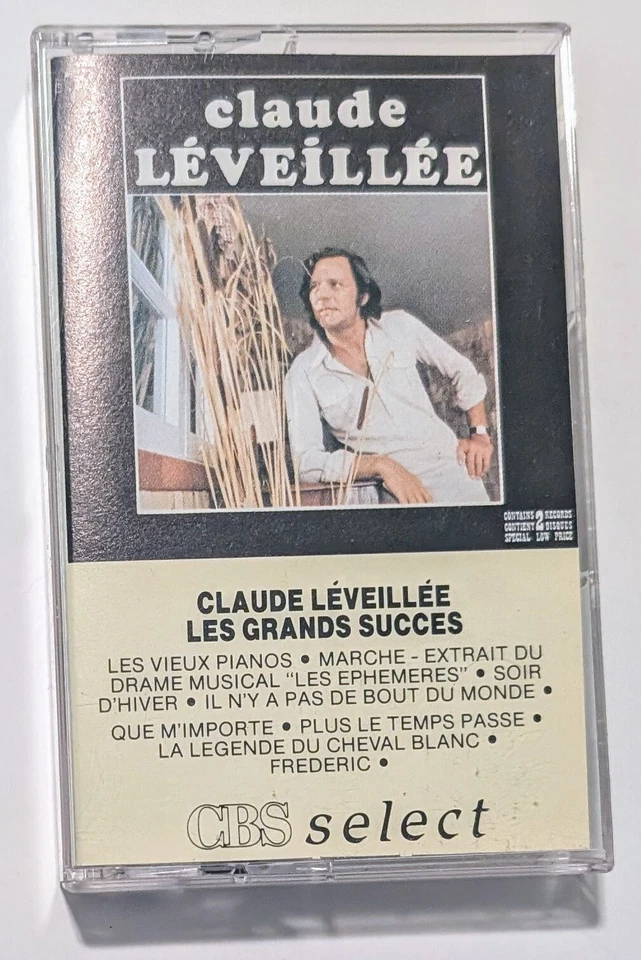 claude
LÉVEİLLÉE
CONTAINS 2 RECORDS
CONTIENT 2 DISQUES
SPECIAL LOW PRICE
CLAUDE LÉVEILLÉE
LES GRANDS SUCCES
LES VIEUX PIANOS • MARCHE - EXTRAIT DU
DRAME MUSICAL "LES EPHEMERES" • SOIR
D'HIVER • IL N'Y A PAS DE BOUT DU MONDE •
QUE M'IMPORTE • PLUS LE TEMPS PASSE •
LA LEGENDE DU CHEVAL BLANC •
FREDERIC •
CBS select